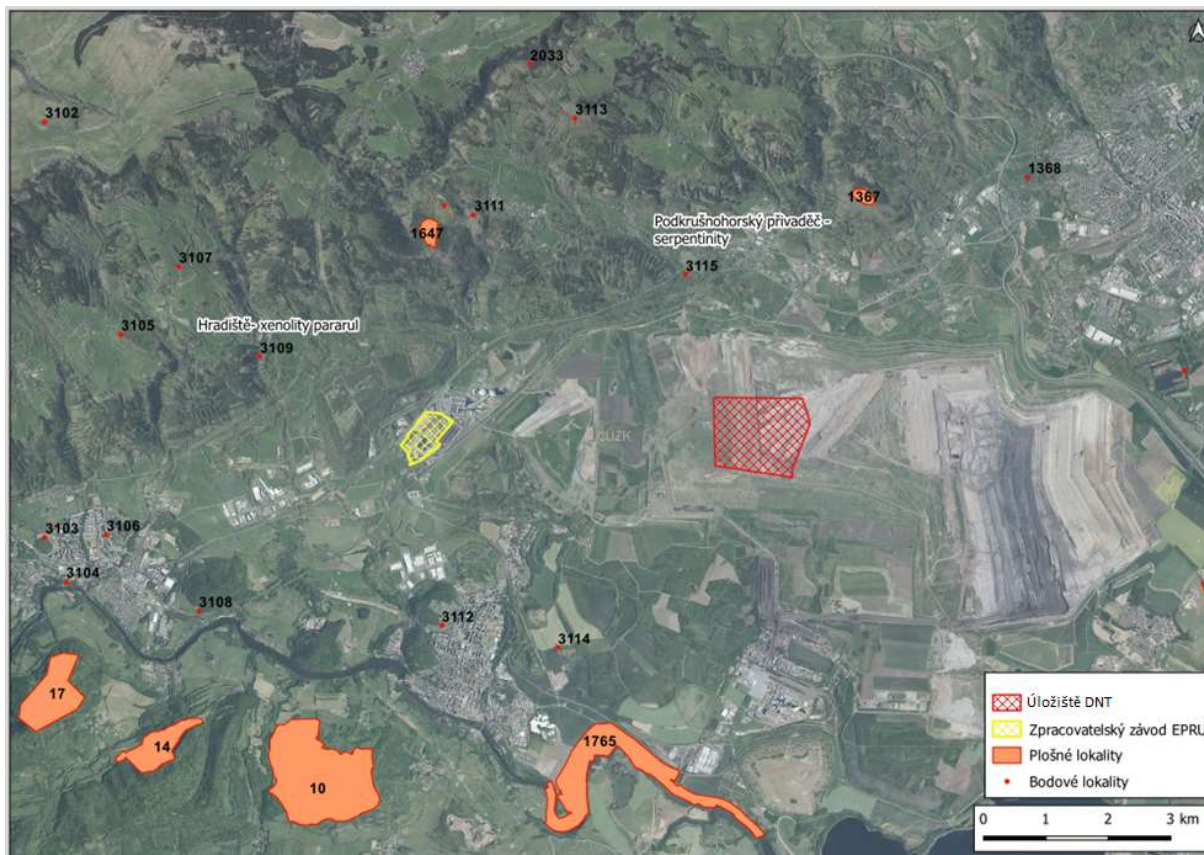 2033
3102
3113
1368
1367
3111
Podkrušnohorský přivaděč -
serpentinity
1647
3107
3115
Hradiště- xenolity pararul
3105
3109
ČÚZK
3103
3106
3104
3108
3112
3114
17
14
1765
10
Úložiště DNT
Zpracovatelský závod EPRU
Plošné lokality
Bodové lokality
0 1 2 3 km